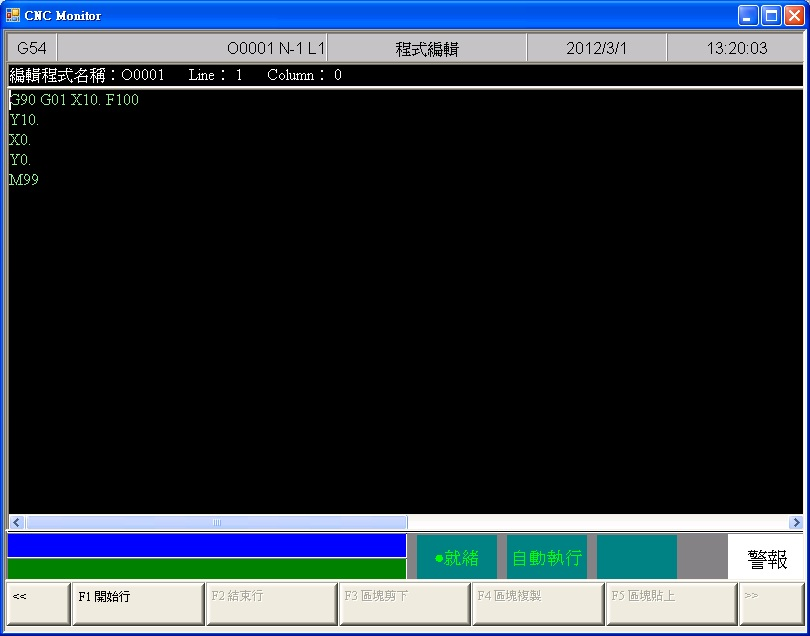 CNC Monitor
G54 O0001 N-1 L1 程式編輯 2012/3/1 13:20:03
編輯程式名稱：O0001 Line： 1 Column： 0
G90 G01 X10. F100
Y10.
X0.
Y0.
M99
●就緒 自動執行 警報
<< F1 開始行 F2 結束行 F3 區塊剪下 F4 區塊複製 F5 區塊貼上 >>